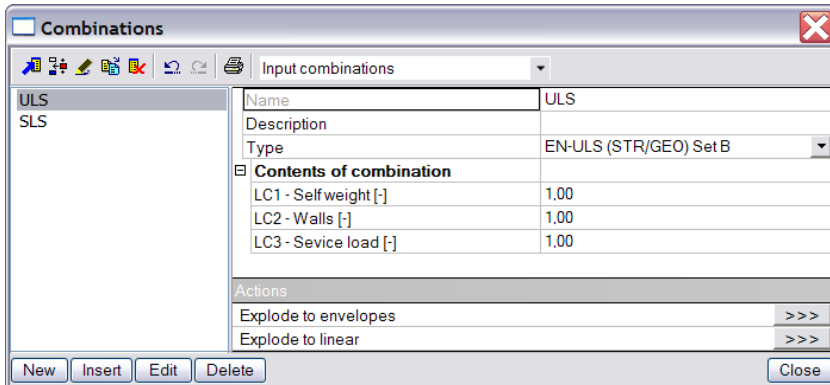 Combinations
Input combinations
ULS
SLS
Name ULS
Description
Type EN-ULS (STR/GEO) Set B
Contents of combination
LC1 - Self weight [-] 1,00
LC2 - Walls [-] 1,00
LC3 - Sevice load [-] 1,00
Actions
Explode to envelopes >>>
Explode to linear >>>
New Insert Edit Delete Close